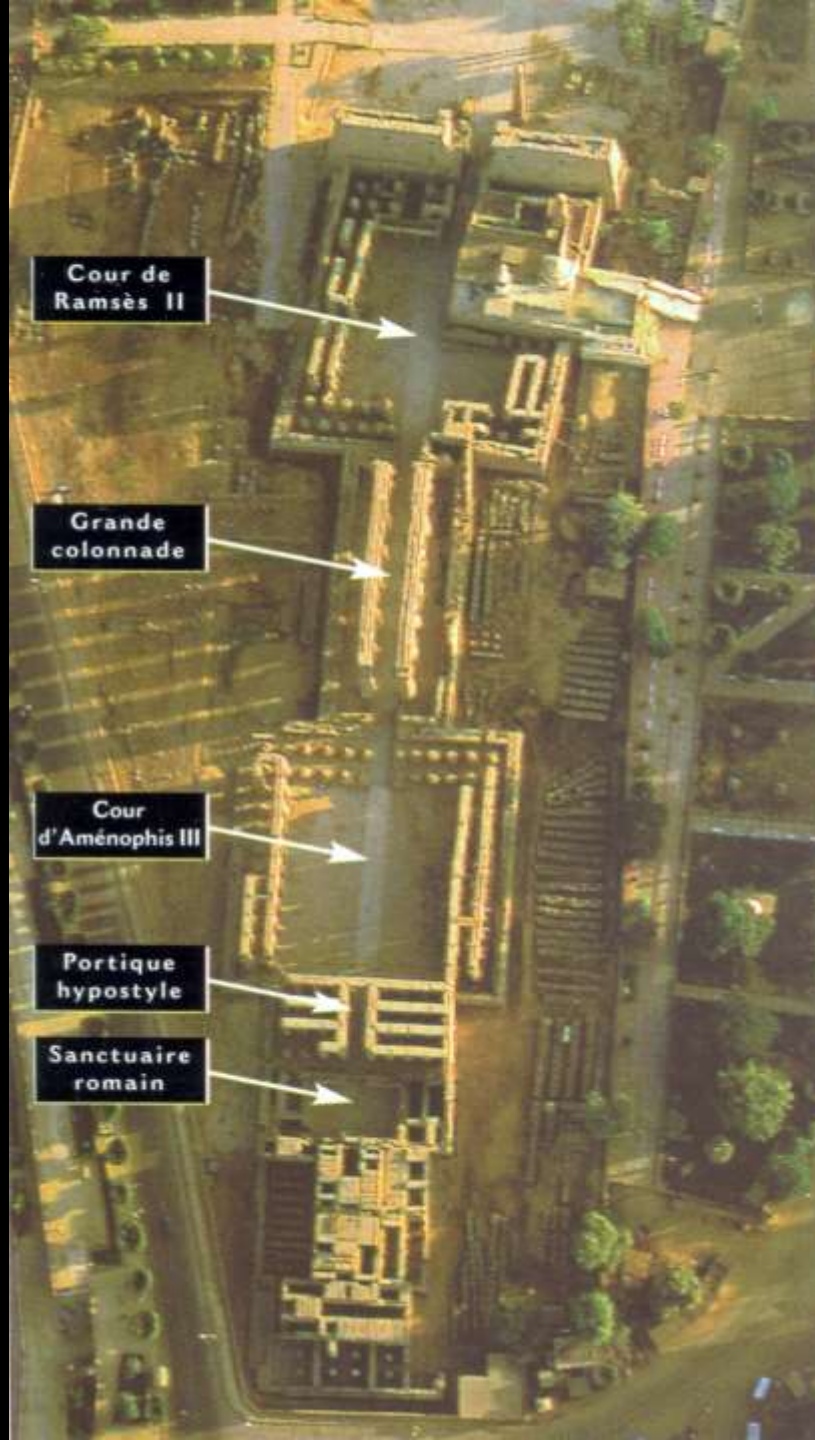 Cour de
Ramsès II
Grande
colonnade
Cour
d'Aménophis III
Portique
hypostyle
Sanctuaire
romain